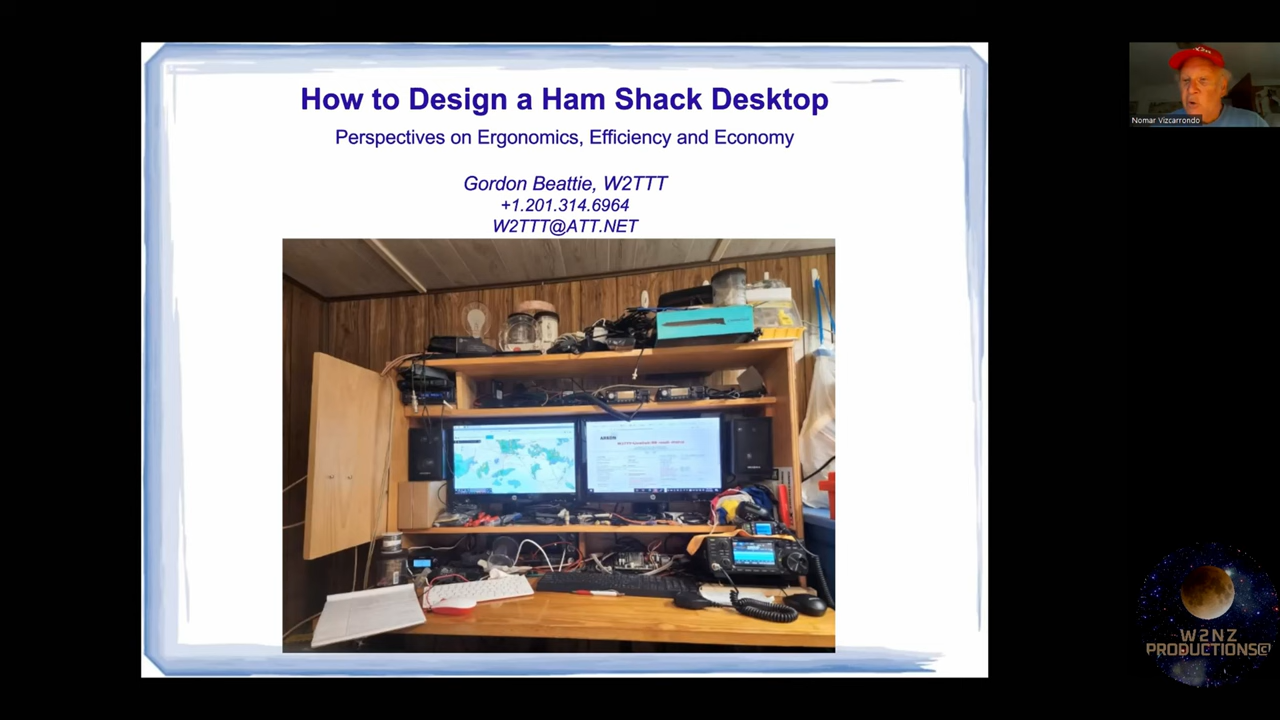 How to Design a Ham Shack Desktop
Perspectives on Ergonomics, Efficiency and Economy
Gordon Beattie, W2TTT
+1.201.314.6964
W2TTT@ATT.NET
Nomar Vizcarrondo
W2NZ
PRODUCTIONS©